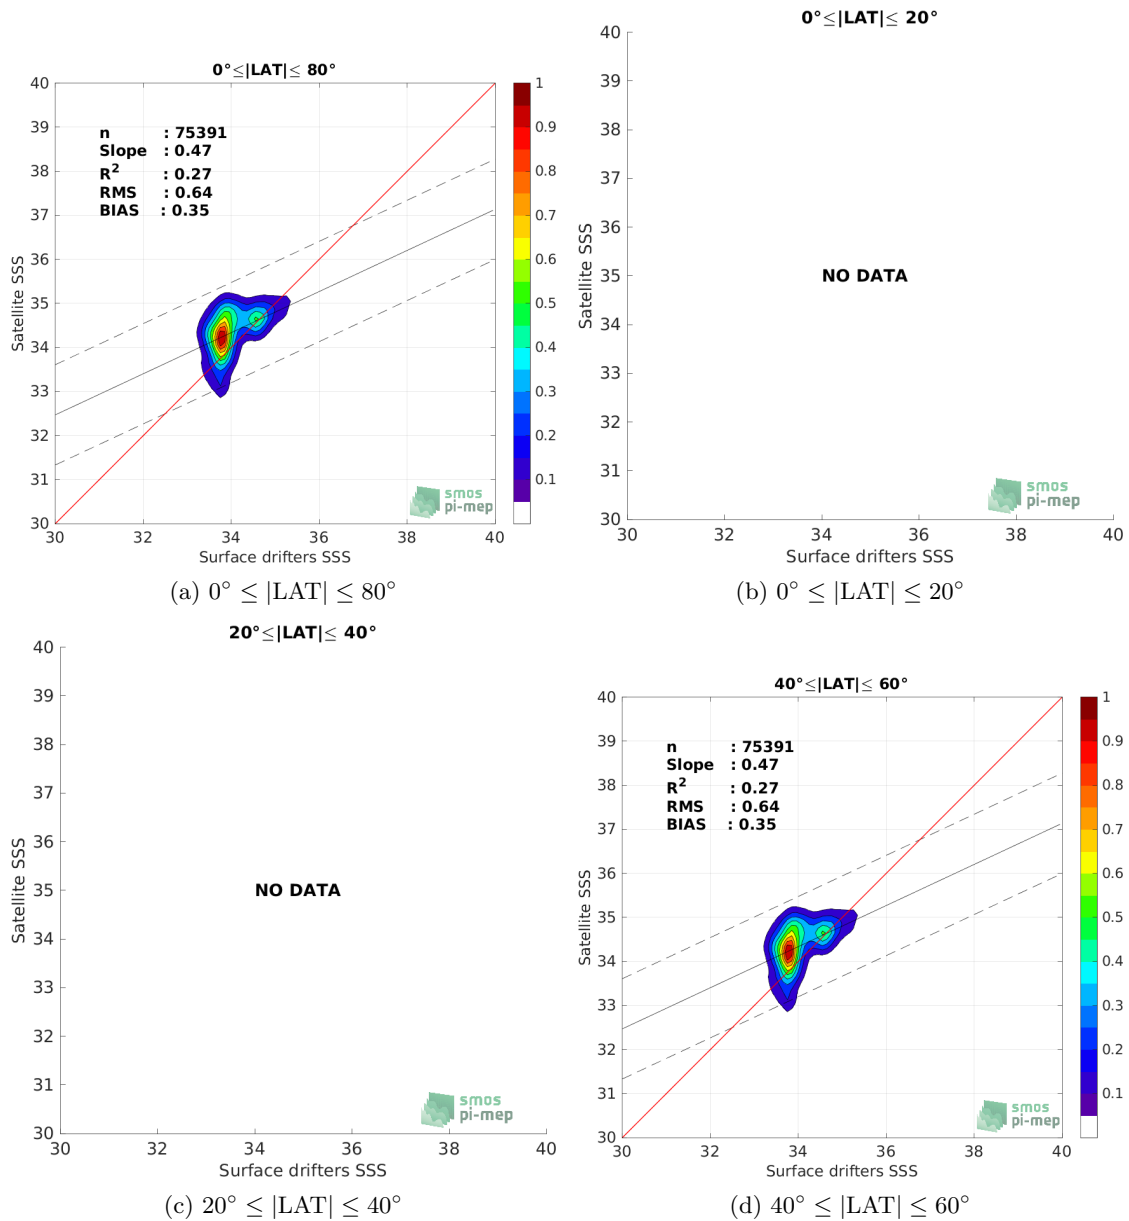 0°≤|LAT|≤ 80°
40
39
38
37
36
35
34
33
32
31
30
Satellite SSS
n : 75391
Slope : 0.47
R² : 0.27
RMS : 0.64
BIAS : 0.35
smos
pi-mep
30 32 34 36 38 40
Surface drifters SSS
1
0.9
0.8
0.7
0.6
0.5
0.4
0.3
0.2
0.1
(a) 0° ≤ |LAT| ≤ 80°
0°≤|LAT|≤ 20°
40
39
38
37
36
35
34
33
32
31
30
Satellite SSS
NO DATA
smos
pi-mep
30 32 34 36 38 40
Surface drifters SSS
(b) 0° ≤ |LAT| ≤ 20°
20°≤|LAT|≤ 40°
40
39
38
37
36
35
34
33
32
31
30
Satellite SSS
NO DATA
smos
pi-mep
30 32 34 36 38 40
Surface drifters SSS
(c) 20° ≤ |LAT| ≤ 40°
40°≤|LAT|≤ 60°
40
39
38
37
36
35
34
33
32
31
30
Satellite SSS
n : 75391
Slope : 0.47
R² : 0.27
RMS : 0.64
BIAS : 0.35
smos
pi-mep
30 32 34 36 38 40
Surface drifters SSS
1
0.9
0.8
0.7
0.6
0.5
0.4
0.3
0.2
0.1
(d) 40° ≤ |LAT| ≤ 60°